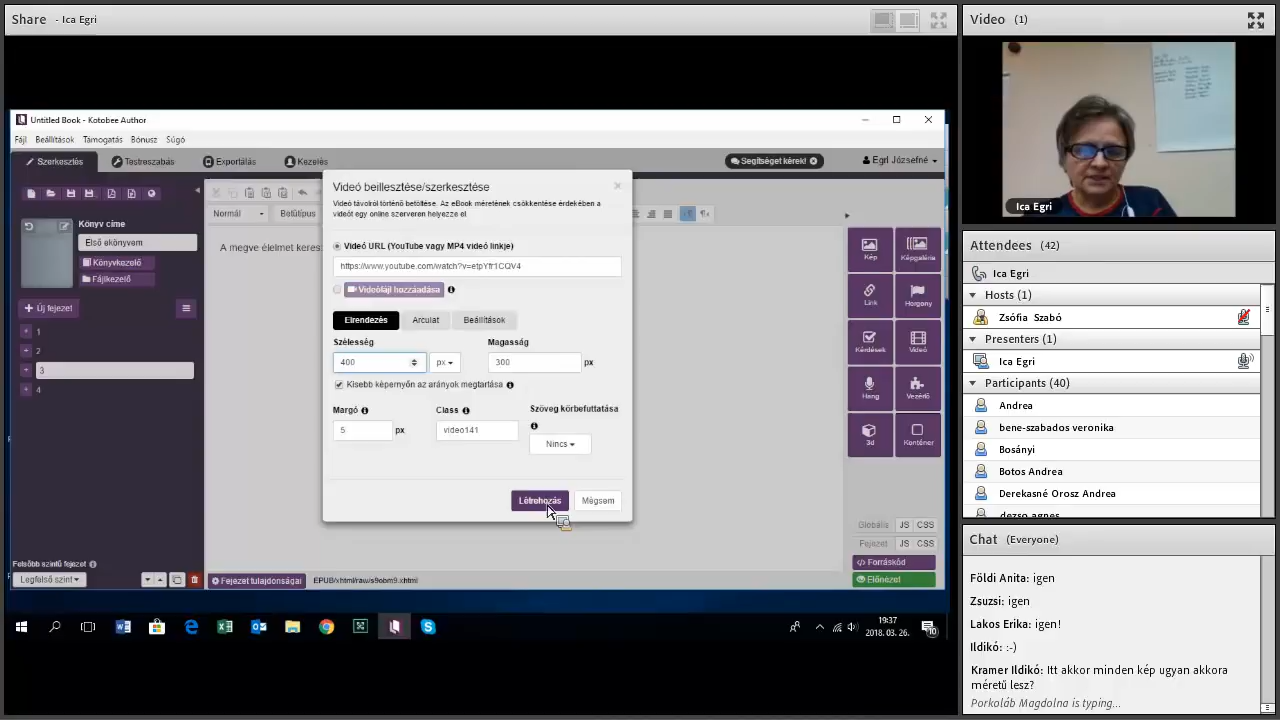 Share - Ica Egri
Video (1)
Ica Egri
Untitled Book - Kotobee Author
Fájl Beállítások Támogatás Bónusz Súgó
Szerkesztés Testreszabás Exportálás Kezelés Segítséget kérek! Egri Józsefné
Könyv címe
Első ekönyvem
Könyvkezelő
Fájlkezelő
Új fejezet
1
2
3
4
Felsőbb szintű fejezet
Legfelső szint
Normál Betűtípus
A megve élelmet keres
Videó beillesztése/szerkesztése
Videó távolról történő betöltése. Az eBook méretének csökkentése érdekében a
videót egy online szerveren helyezze el
Videó URL (YouTube vagy MP4 videó linkje)
https://www.youtube.com/watch?v=etpYfr1CQV4
Videófájl hozzáadása
Elrendezés Arculat Beállítások
Szélesség Magasság
400 px 300 px
Kisebb képernyőn az arányok megtartása
Margó Class Szöveg körbefuttatása
5 px video141 Nincs
Létrehozás Mégsem
Kép Képgaléria
Link Horgony
Kérdések Videó
Hang Vezérlő
3d Konténer
Globális JS CSS
Fejezet JS CSS
</> Forráskód
Előnézet
Fejezet tulajdonságai EPUB/xhtml/raw/s9obm9.xhtml
19:37
2018. 03. 26.
10
Attendees (42)
Ica Egri
Hosts (1)
Zsófia Szabó
Presenters (1)
Ica Egri
Participants (40)
Andrea
bene-szabados veronika
Bosányi
Botos Andrea
Derekasné Orosz Andrea
dezso agnes
Chat (Everyone)
Földi Anita: igen
Zsuzsi: igen
Lakos Erika: igen!
Ildikó: :-)
Kramer Ildikó: Itt akkor minden kép ugyan akkora
méretű lesz?
Porkoláb Magdolna is typing...